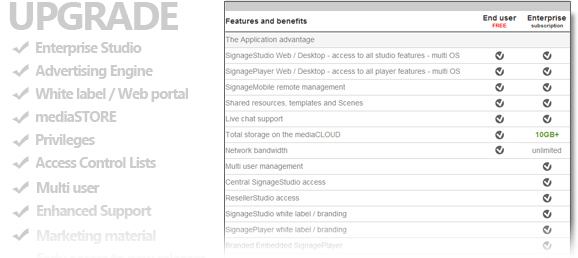 UPGRADE
Enterprise Studio
Advertising Engine
White label / Web portal
mediaSTORE
Privileges
Access Control Lists
Multi user
Enhanced Support
Marketing material
Features and benefits End user FREE Enterprise subscription
The Application advantage
SignageStudio Web / Desktop - access to all studio features - multi OS
SignagePlayer Web / Desktop - access to all player features - multi OS
SignageMobile remote management
Shared resources, templates and Scenes
Live chat support
Total storage on the mediaCLOUD 10GB+
Network bandwidth unlimited
Multi user management
Central SignageStudio access
ResellerStudio access
SignageStudio white label / branding
SignagePlayer white label / branding
Branded Embedded SignagePlayer